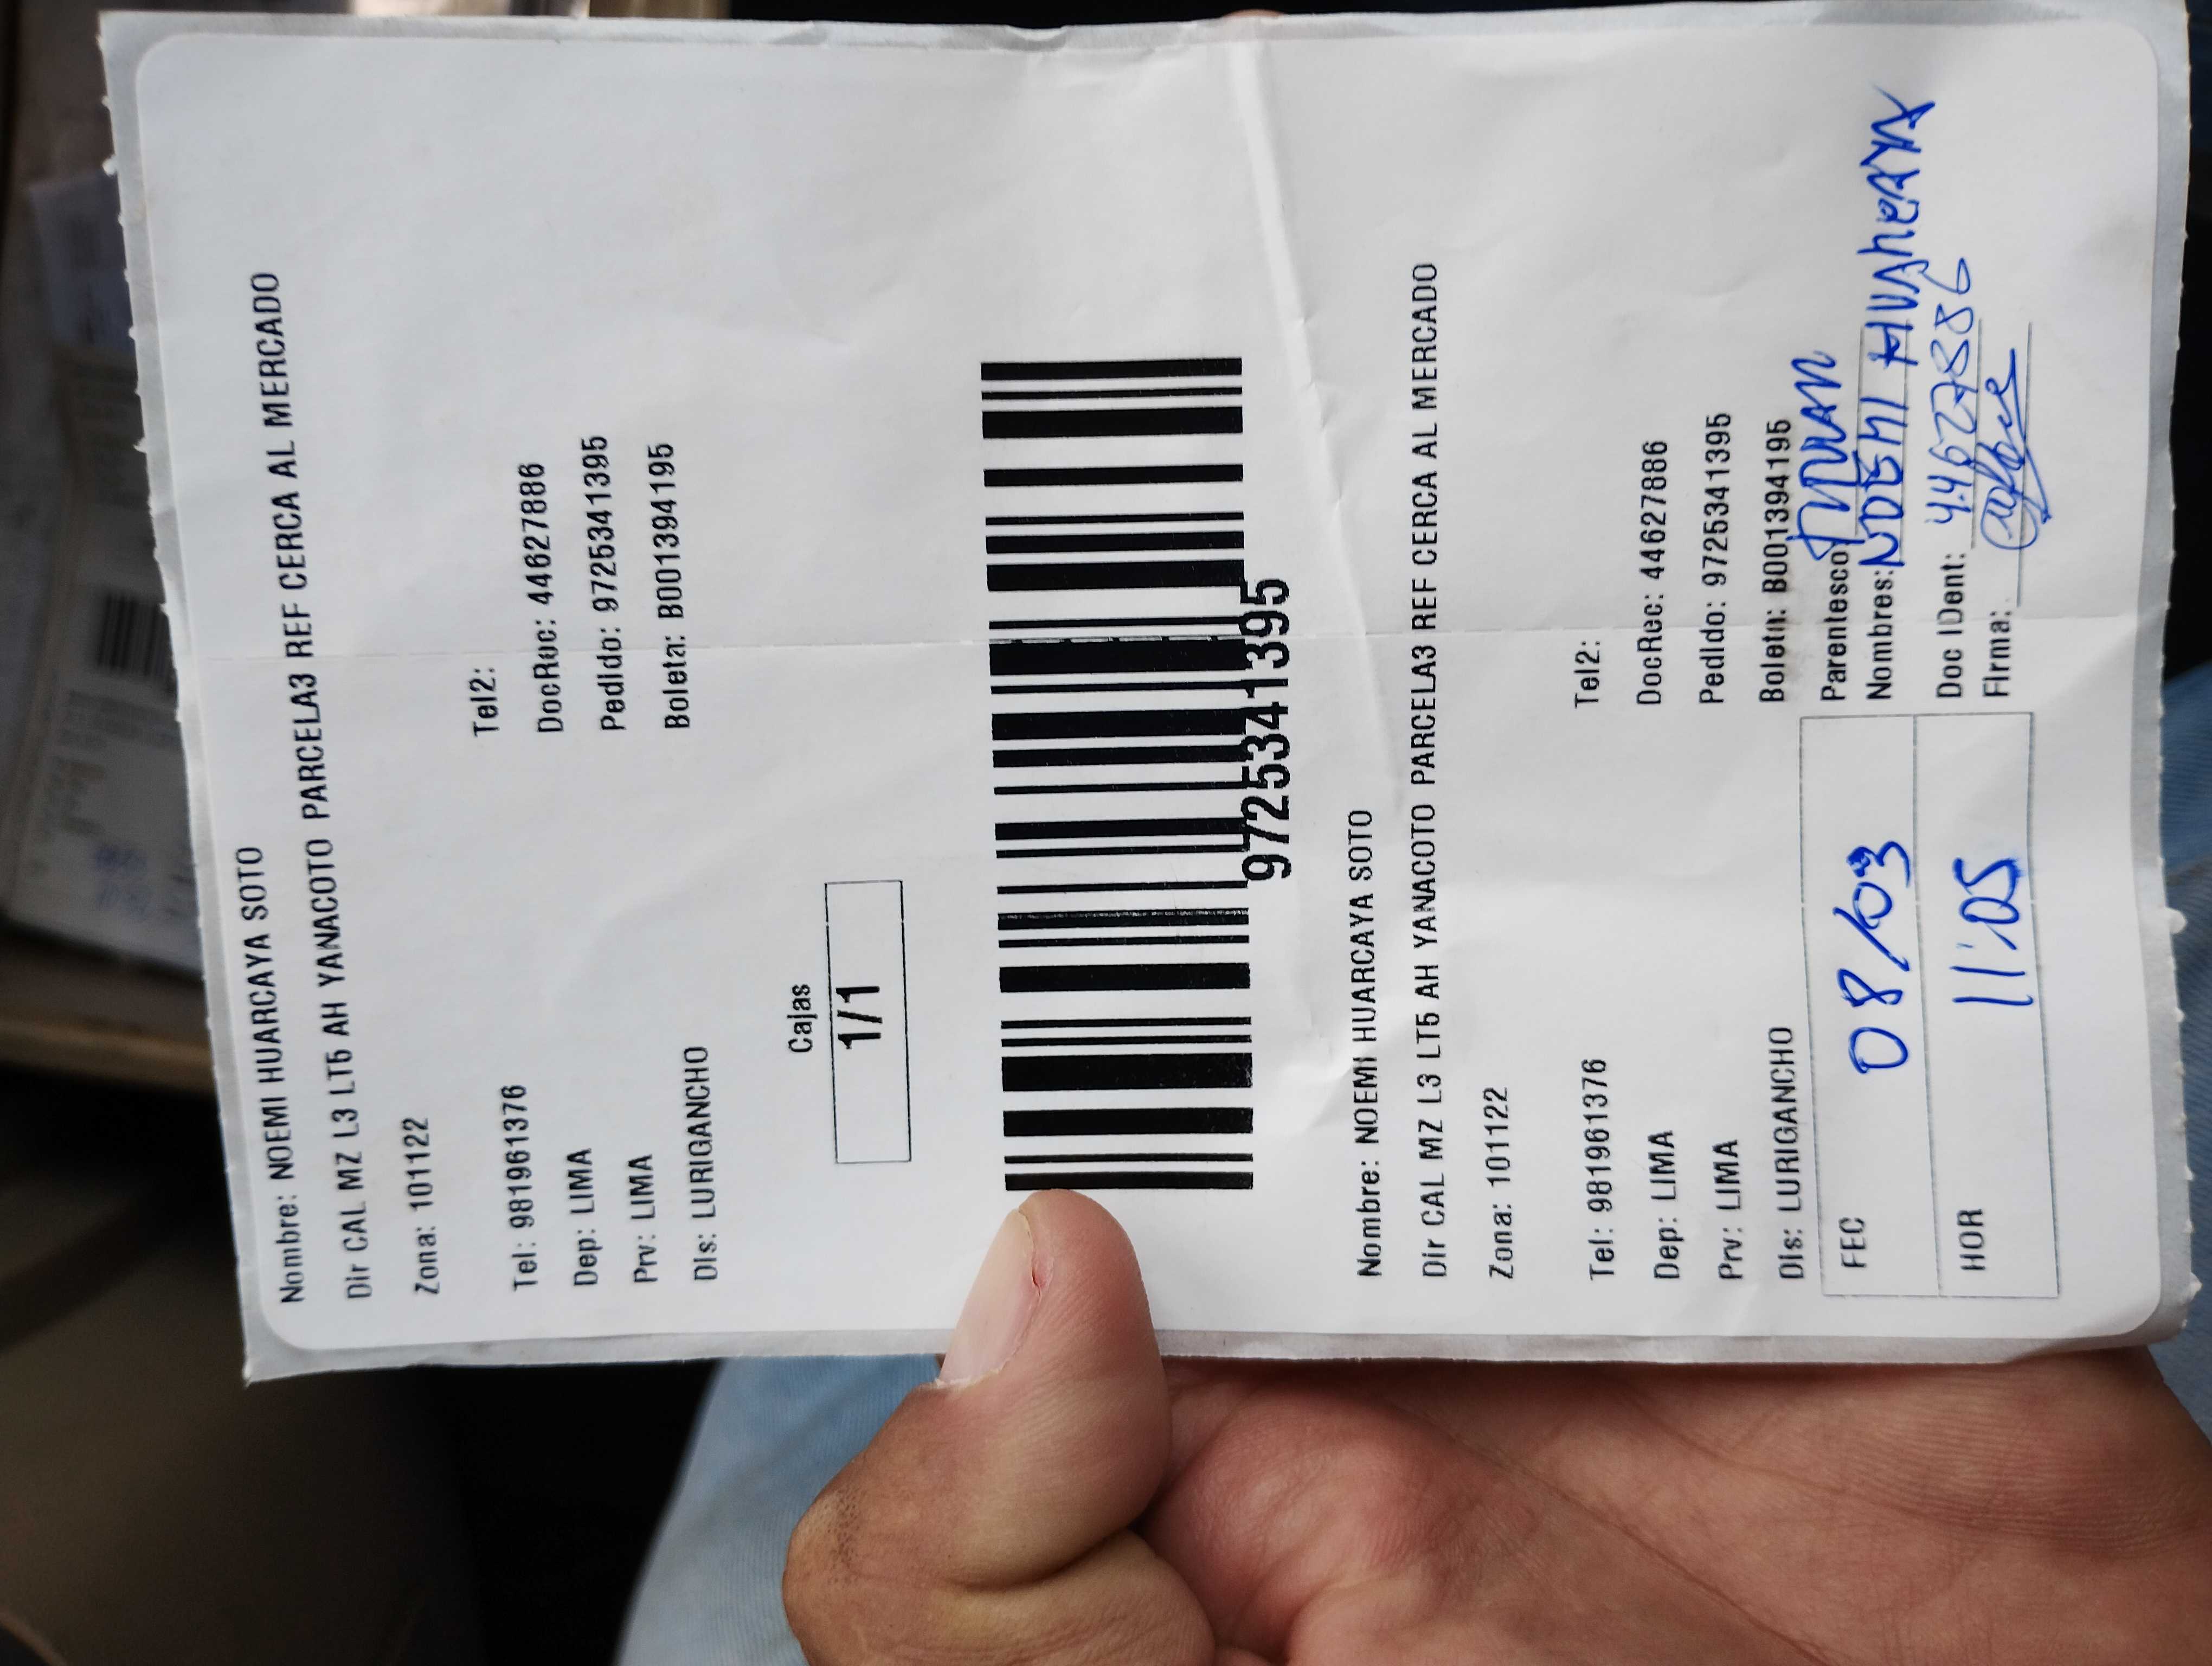 Nombre: NOEMI HUARCAYA SOTO
Dir CAL MZ L3 LT5 AH YANACOTO PARCELA3 REF CERCA AL MERCADO
Zona: 101122
Tel: 981961376 Tel2:
Dep: LIMA DocRec: 44627886
Prv: LIMA Pedido: 9725341395
Dis: LURIGANCHO Boleta: B001394195
Cajas
1/1
9725341395
Nombre: NOEMI HUARCAYA SOTO
Dir CAL MZ L3 LT5 AH YANACOTO PARCELA3 REF CERCA AL MERCADO
Zona: 101122
Tel: 981961376 Tel2:
Dep: LIMA DocRec: 44627886
Prv: LIMA Pedido: 9725341395
Dis: LURIGANCHO Boleta: B001394195
FEC 08/03 Parentesco:
Nombres: NOEMI
HOR 11:05 Doc IDent: 44627886
Firma: